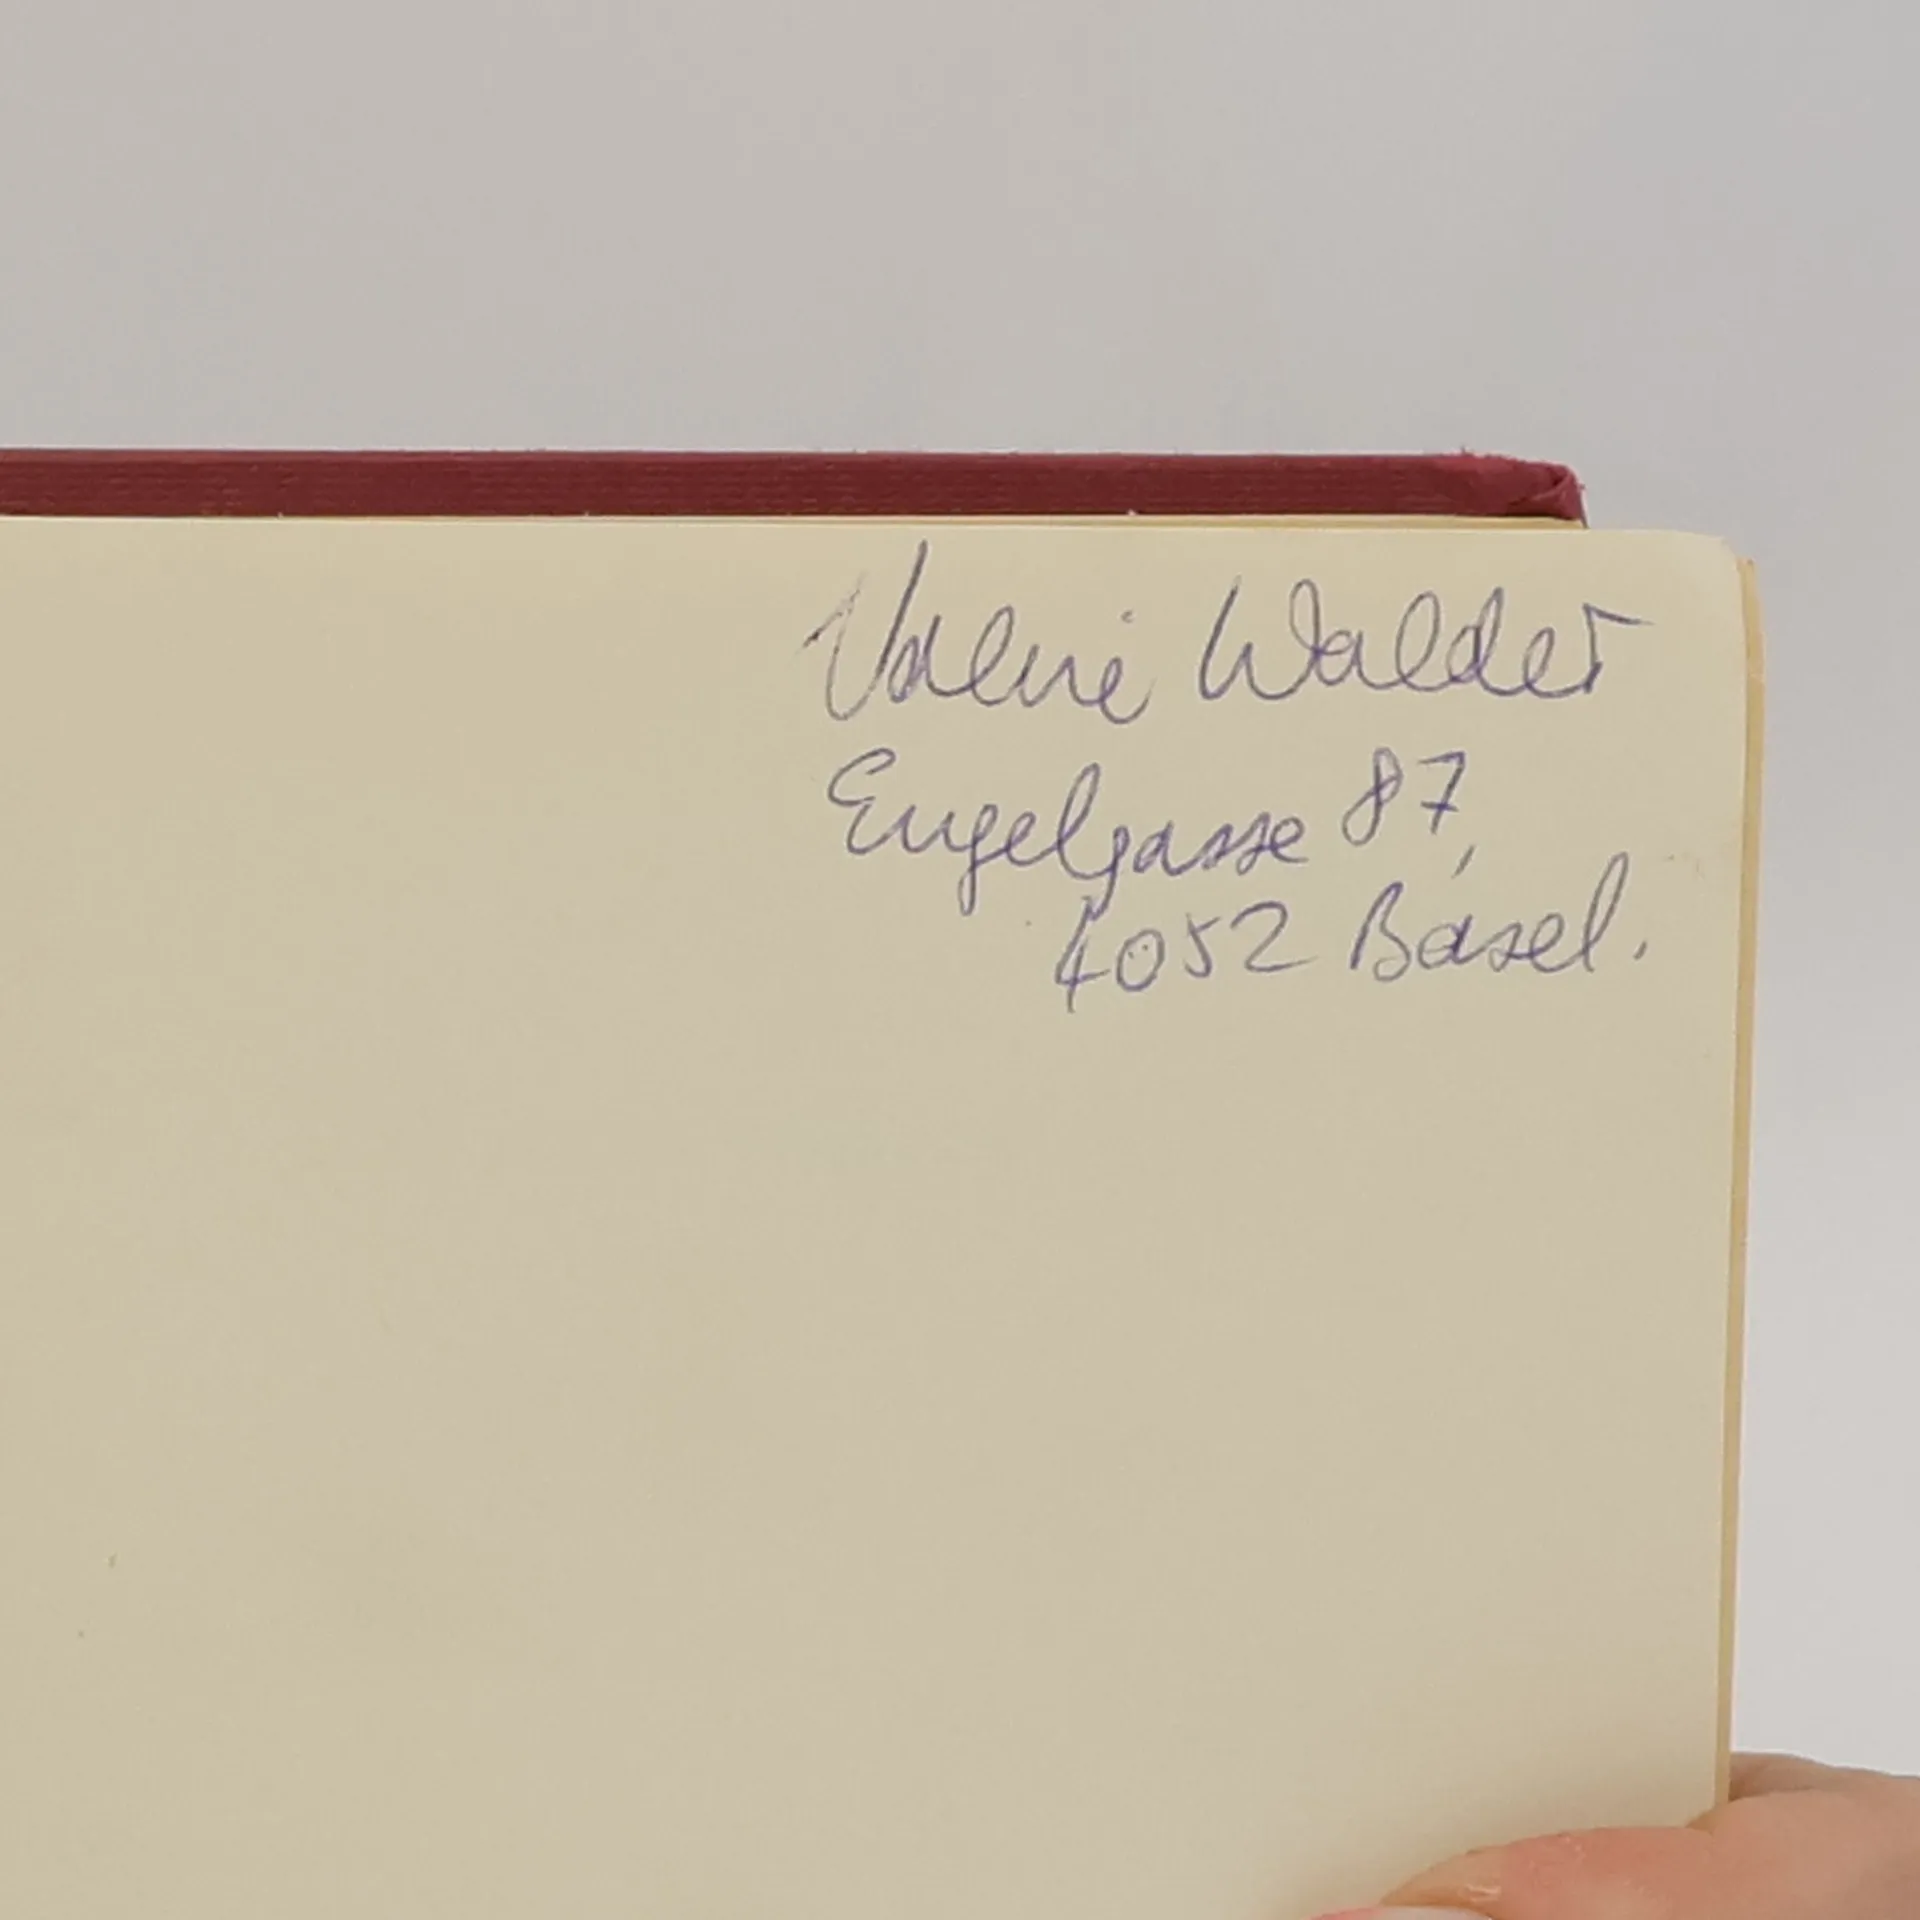 Valerie Walder
Engelgasse 87,
4052 Basel.